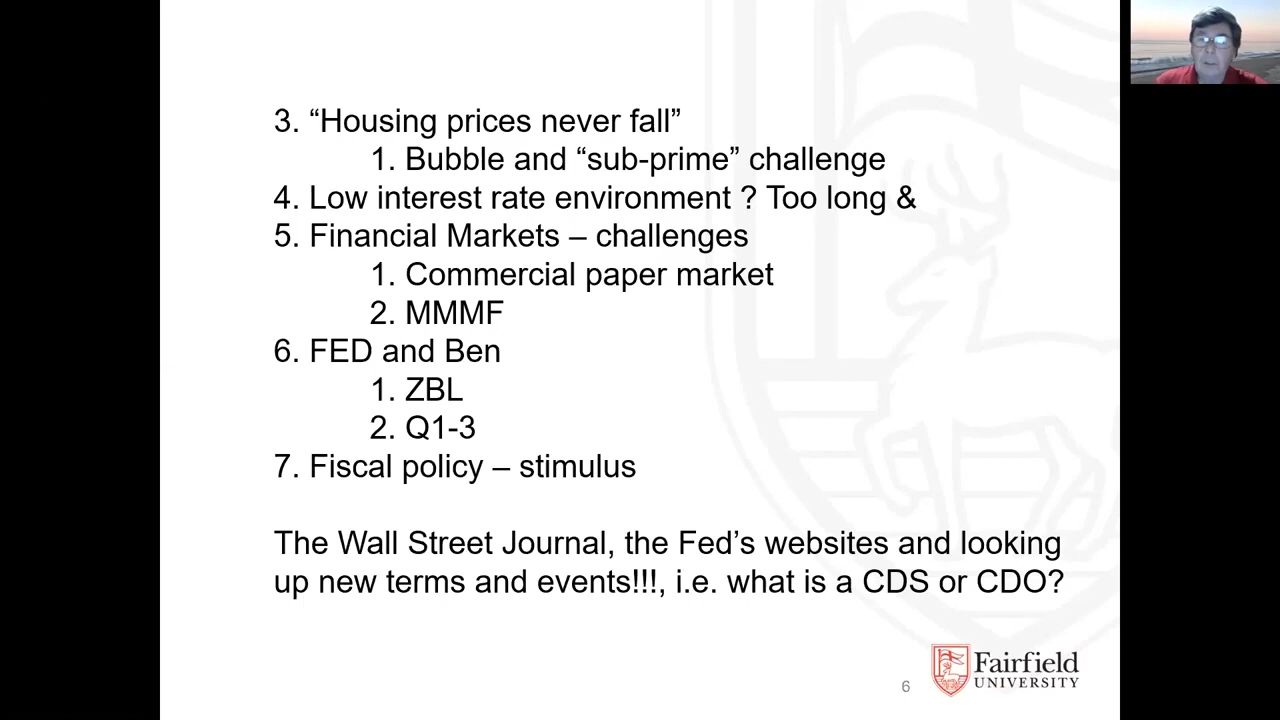 3. “Housing prices never fall”
1. Bubble and “sub-prime” challenge
4. Low interest rate environment ? Too long &
5. Financial Markets – challenges
1. Commercial paper market
2. MMMF
6. FED and Ben
1. ZBL
2. Q1-3
7. Fiscal policy – stimulus
The Wall Street Journal, the Fed’s websites and looking
up new terms and events!!!, i.e. what is a CDS or CDO?
6
Fairfield
UNIVERSITY